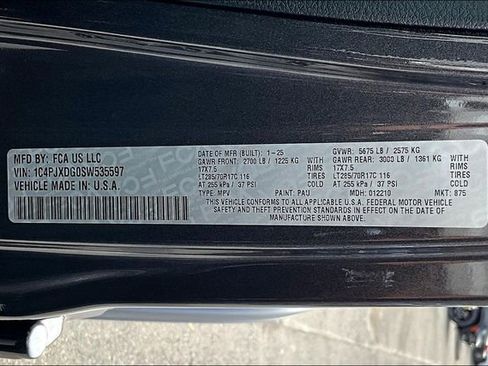 MFD BY: FCA US LLC
VIN: 1C4PJXDG0SW535597
VEHICLE MADE IN: U.S.A.
DATE OF MFR (BUILT): 1-25 GVWR: 5675 LB / 2575 KG
GAWR FRONT: 2700 LB / 1225 KG GAWR REAR: 3000 LB / 1361 KG
17X7.5 RIMS 17X7.5 RIMS
LT285/70R17C 116 TIRES LT285/70R17C 116 TIRES
AT 255 kPa / 37 PSI AT 255 kPa / 37 PSI
TYPE: MPV PAINT: PAU MDH: 012210 MKT: 875
THIS VEHICLE CONFORMS TO ALL APPLICABLE U.S.A. FEDERAL MOTOR VEHICLE
SAFETY AND THEFT PREVENTION STANDARDS IN EFFECT ON THE DATE OF MANUFACTURE
SHOWN ABOVE.